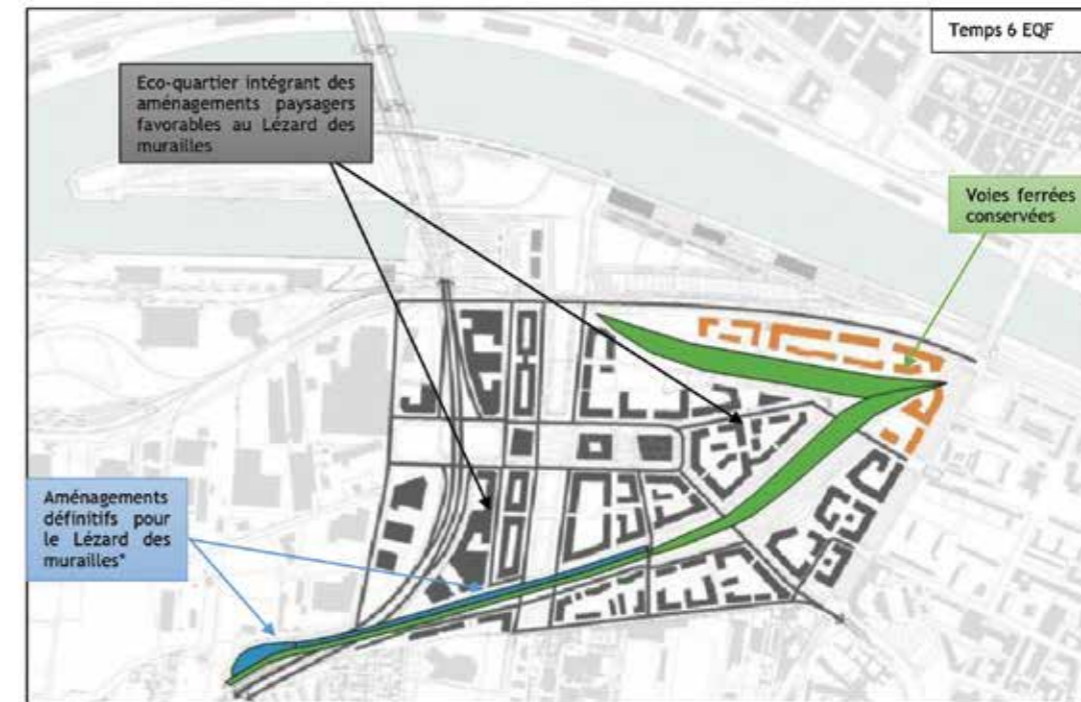 Temps 6 EQF
Eco-quartier intégrant des
aménagements paysagers
favorables au Lézard des
murailles
Voies ferrées
conservées
Aménagements
définitifs pour
le Lézard des
murailles*